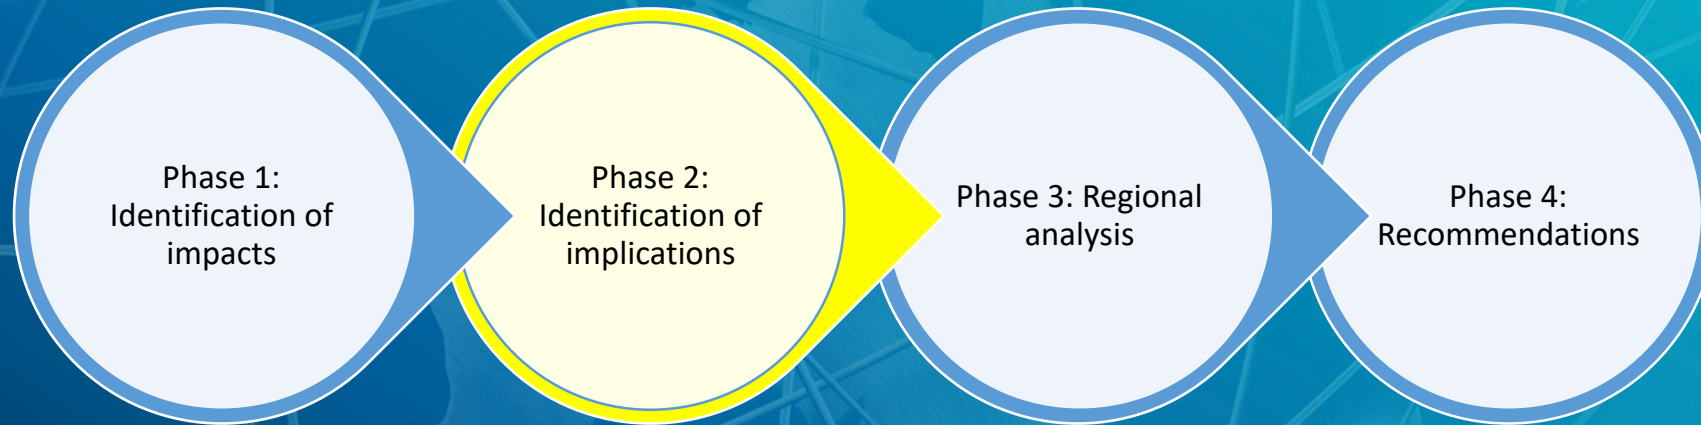 Phase 1:
Identification of
impacts
Phase 2:
Identification of
implications
Phase 3: Regional
analysis
Phase 4:
Recommendations